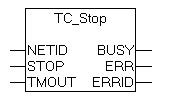 TC_Stop
NETID BUSY
STOP ERR
TMOUT ERRID